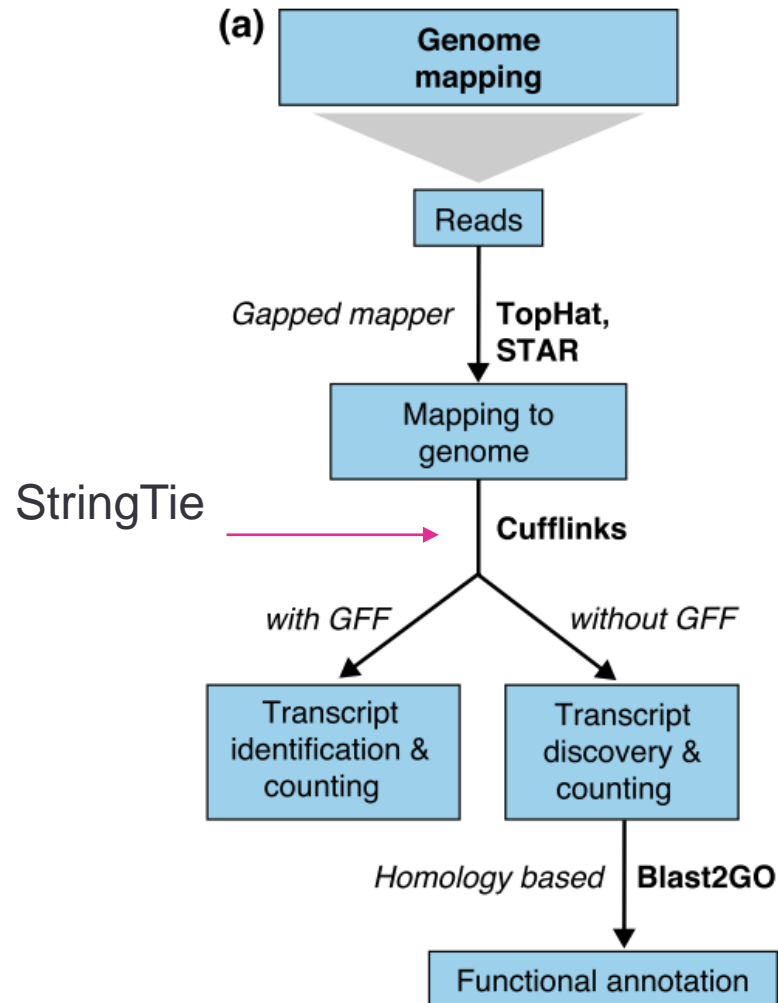 (a)
Genome
mapping
Reads
Gapped mapper
TopHat,
STAR
Mapping to
genome
StringTie
Cufflinks
with GFF
without GFF
Transcript
identification &
counting
Transcript
discovery &
counting
Homology based
Blast2GO
Functional annotation